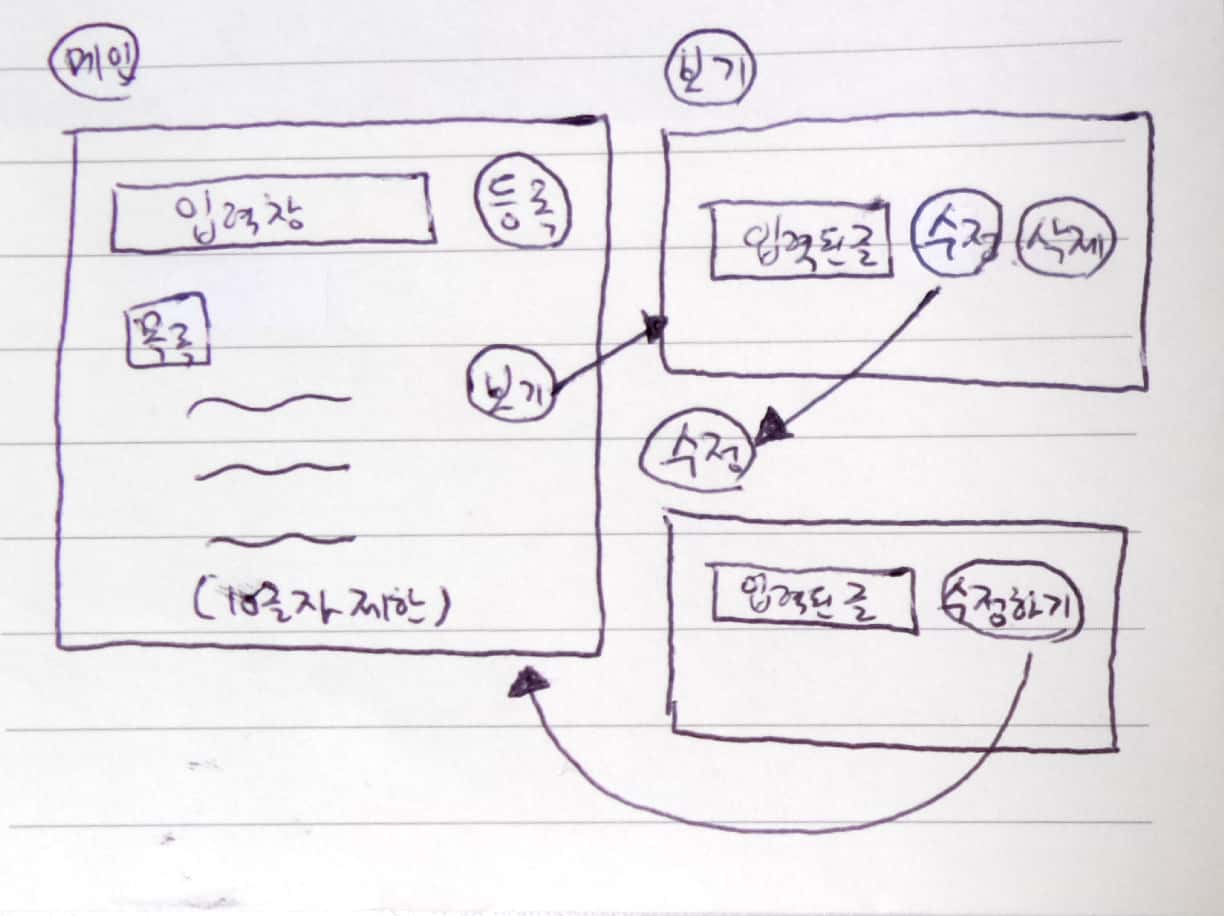 메인
입력창
등록
목록
보기
(10글자 제한)
보기
입력된글
수정
삭제
수정
입력된 글
수정하기